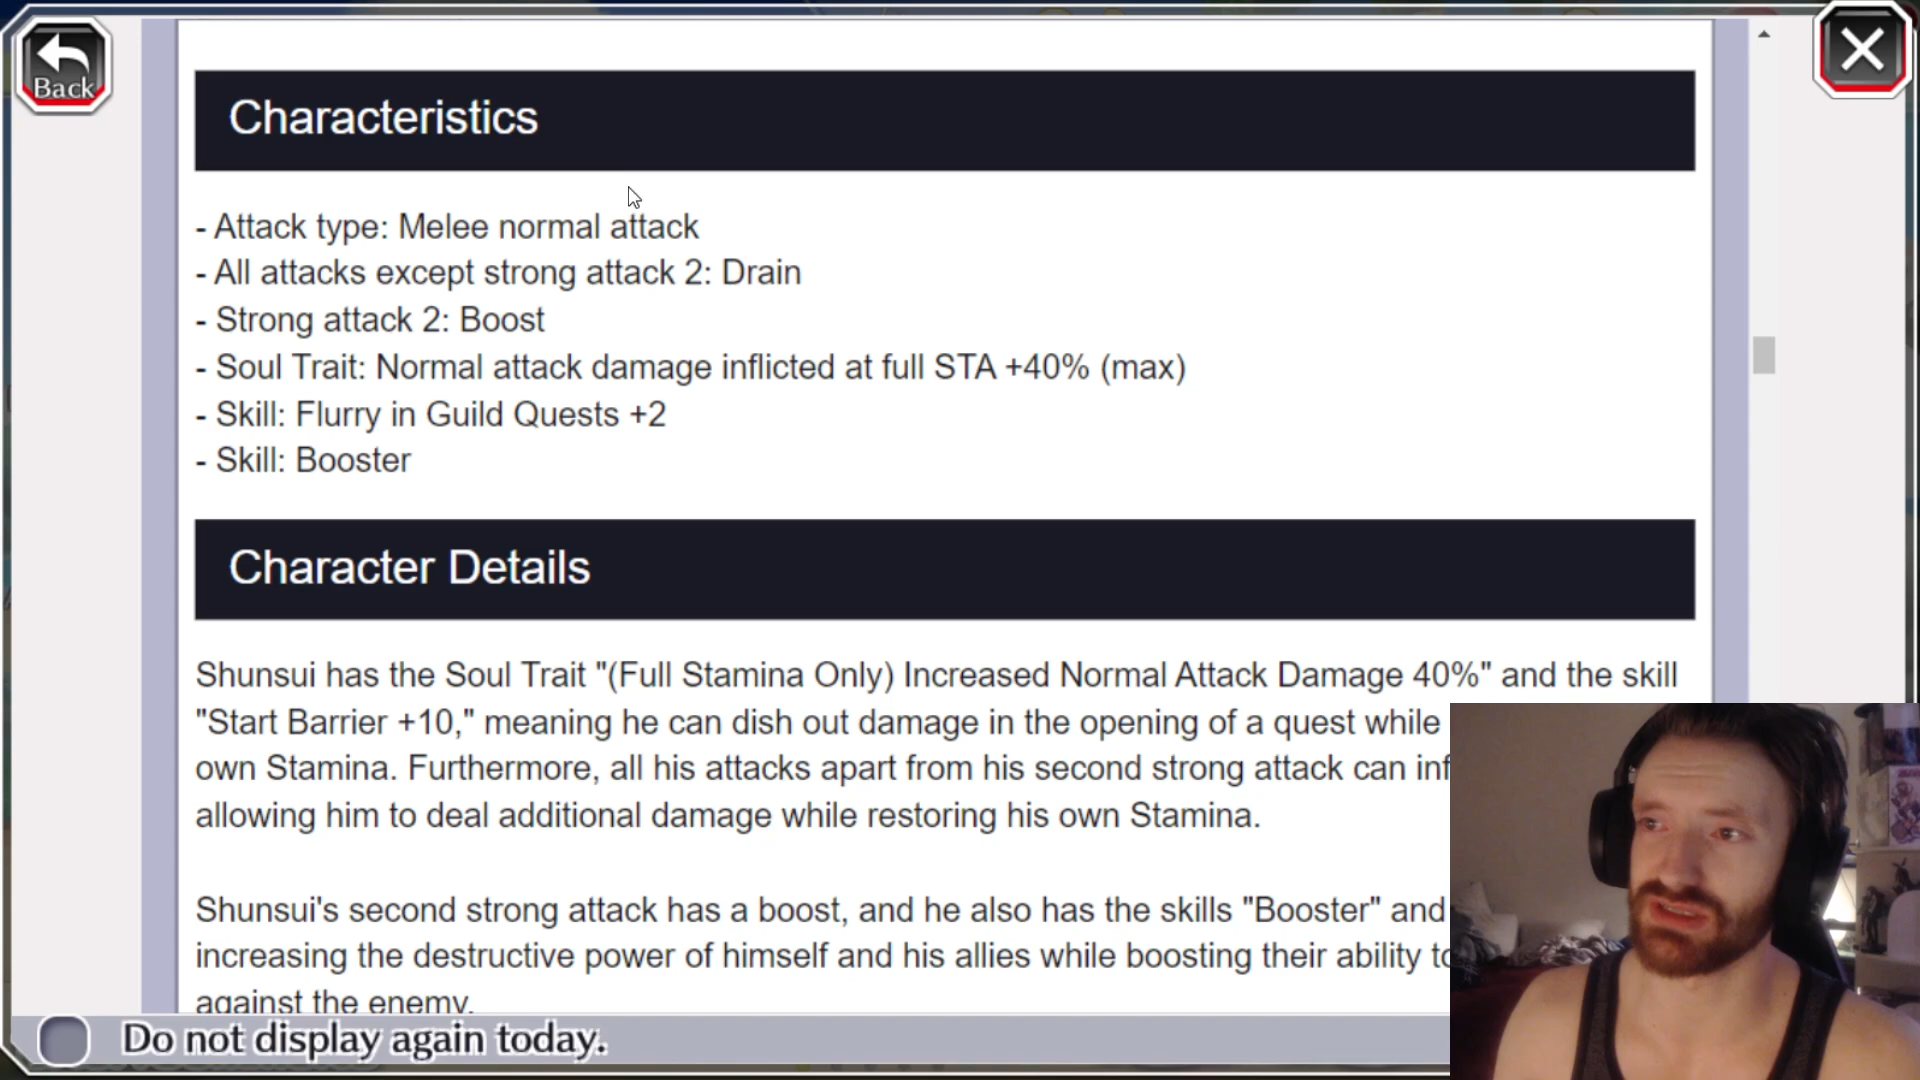 Back
Characteristics
- Attack type: Melee normal attack
- All attacks except strong attack 2: Drain
- Strong attack 2: Boost
- Soul Trait: Normal attack damage inflicted at full STA +40% (max)
- Skill: Flurry in Guild Quests +2
- Skill: Booster
Character Details
Shunsui has the Soul Trait "(Full Stamina Only) Increased Normal Attack Damage 40%" and the skill
"Start Barrier +10," meaning he can dish out damage in the opening of a quest while
own Stamina. Furthermore, all his attacks apart from his second strong attack can inf
allowing him to deal additional damage while restoring his own Stamina.
Shunsui's second strong attack has a boost, and he also has the skills "Booster" and
increasing the destructive power of himself and his allies while boosting their ability to
against the enemy.
Do not display again today.